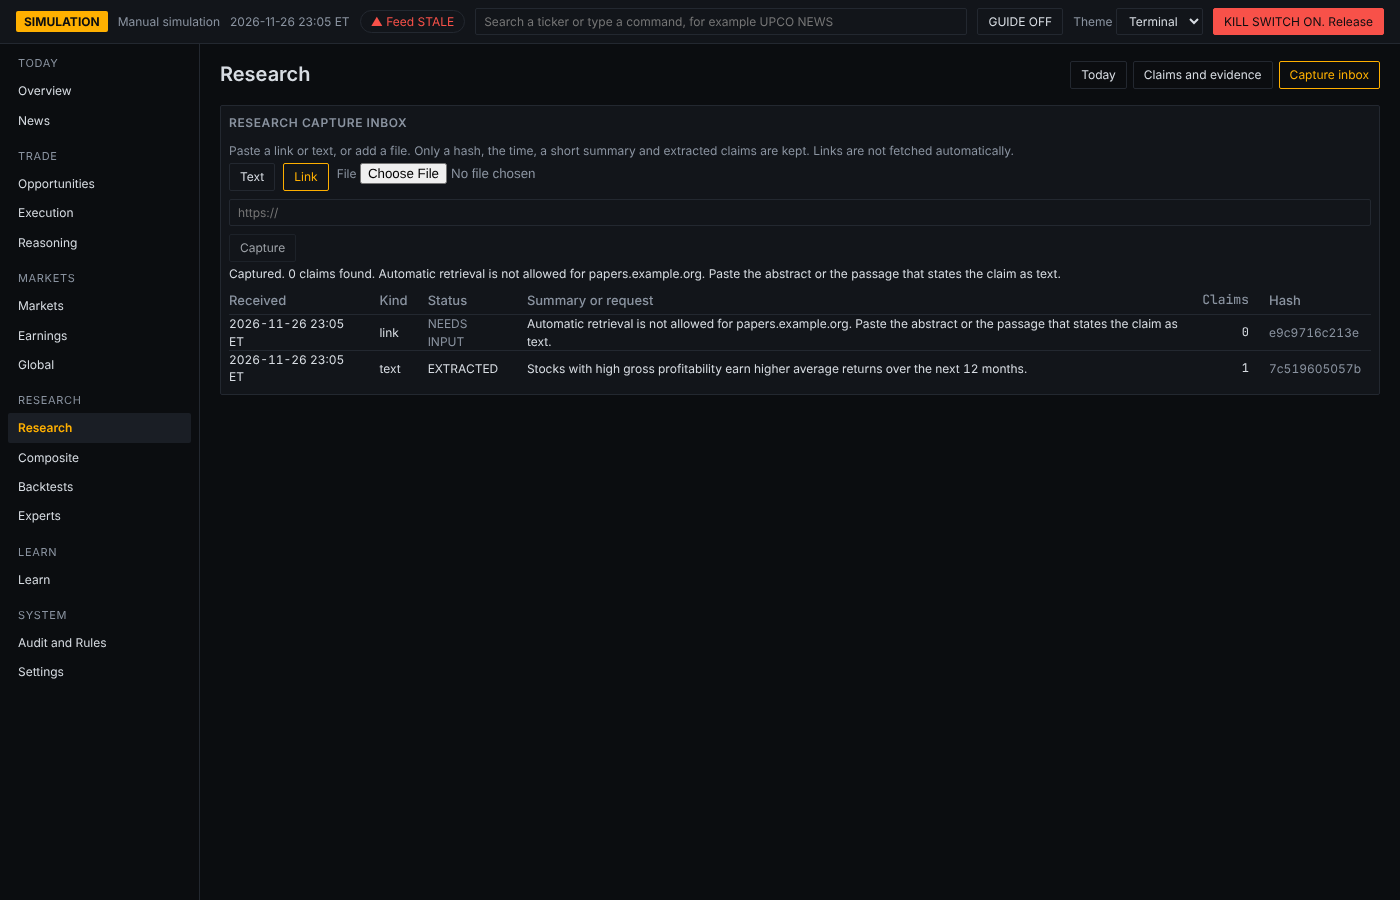 SIMULATION Manual simulation 2026-11-26 23:05 ET ▲ Feed STALE Search a ticker or type a command, for example UPCO NEWS GUIDE OFF Theme Terminal KILL SWITCH ON. Release
TODAY
Overview
News
TRADE
Opportunities
Execution
Reasoning
MARKETS
Markets
Earnings
Global
RESEARCH
Research
Composite
Backtests
Experts
LEARN
Learn
SYSTEM
Audit and Rules
Settings
Research Today Claims and evidence Capture inbox
RESEARCH CAPTURE INBOX
Paste a link or text, or add a file. Only a hash, the time, a short summary and extracted claims are kept. Links are not fetched automatically.
Text Link File Choose File No file chosen
https://
Capture
Captured. 0 claims found. Automatic retrieval is not allowed for papers.example.org. Paste the abstract or the passage that states the claim as text.
Received Kind Status Summary or request Claims Hash
2026-11-26 23:05 ET link NEEDS INPUT Automatic retrieval is not allowed for papers.example.org. Paste the abstract or the passage that states the claim as text. 0 e9c9716c213e
2026-11-26 23:05 ET text EXTRACTED Stocks with high gross profitability earn higher average returns over the next 12 months. 1 7c519605057b